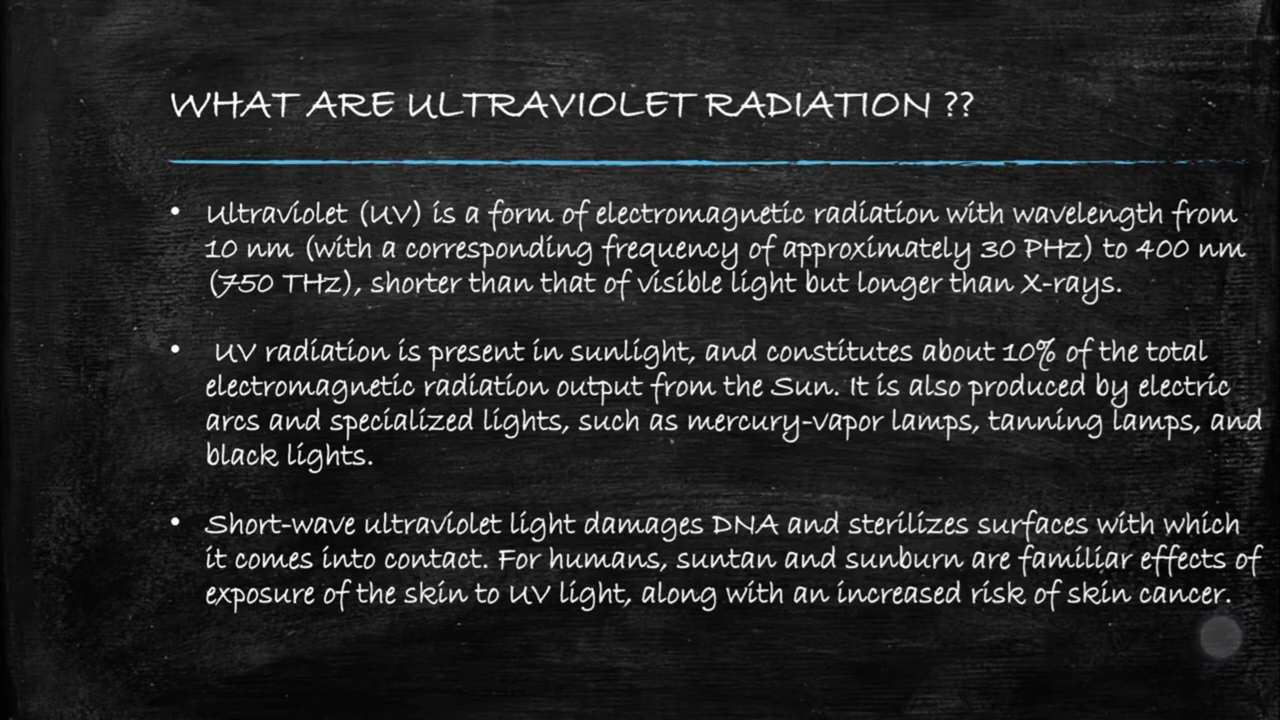 WHAT ARE ULTRAVIOLET RADIATION ??
• Ultraviolet (UV) is a form of electromagnetic radiation with wavelength from
10 nm (with a corresponding frequency of approximately 30 PHz) to 400 nm
(750 THz), shorter than that of visible light but longer than X-rays.
• UV radiation is present in sunlight, and constitutes about 10% of the total
electromagnetic radiation output from the Sun. It is also produced by electric
arcs and specialized lights, such as mercury-vapor lamps, tanning lamps, and
black lights.
• Short-wave ultraviolet light damages DNA and sterilizes surfaces with which
it comes into contact. For humans, suntan and sunburn are familiar effects of
exposure of the skin to UV light, along with an increased risk of skin cancer.